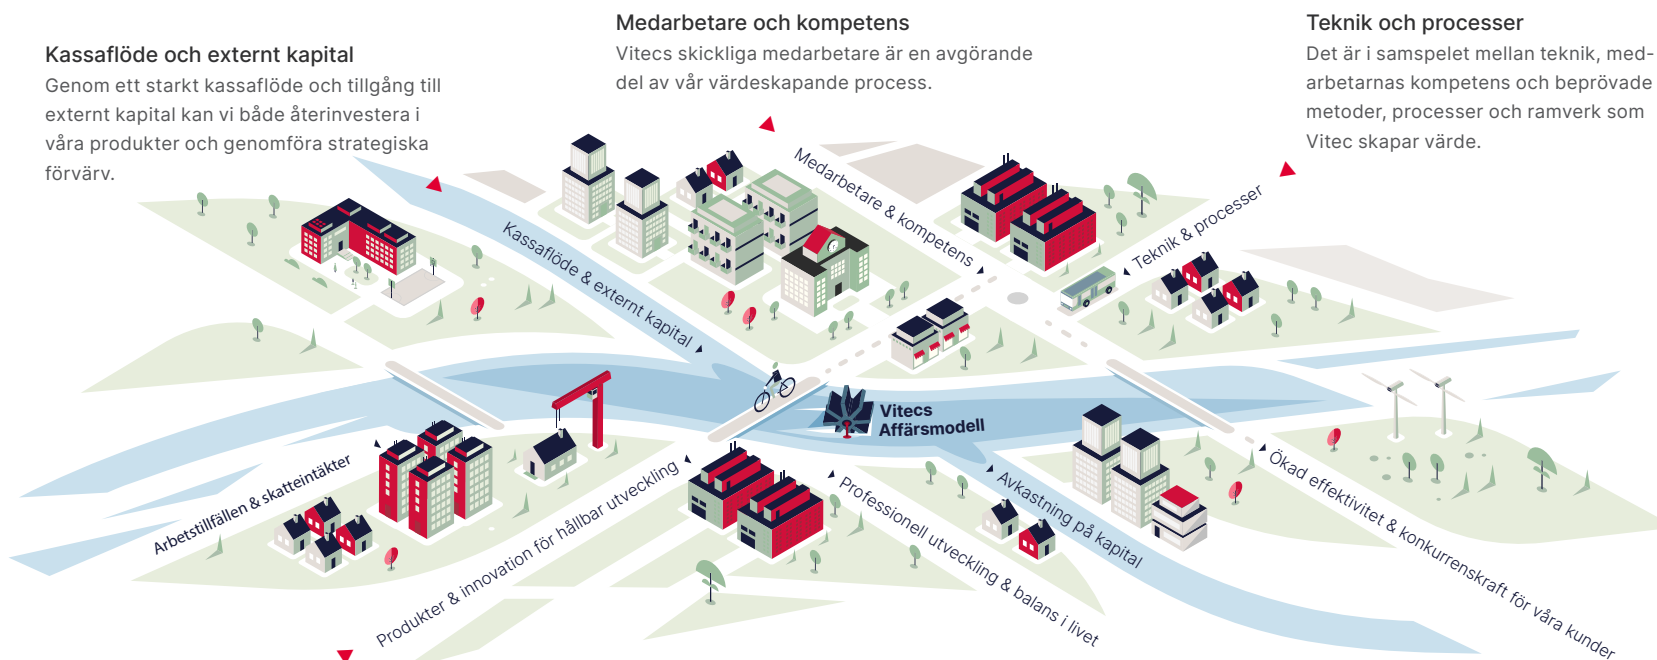 Kassaflöde och externt kapital
Genom ett starkt kassaflöde och tillgång till
externt kapital kan vi både återinvestera i
våra produkter och genomföra strategiska
förvärv.
Medarbetare och kompetens
Vitecs skickliga medarbetare är en avgörande
del av vår värdeskapande process.
Teknik och processer
Det är i samspelet mellan teknik, med-
arbetarnas kompetens och beprövade
metoder, processer och ramverk som
Vitec skapar värde.
Kassaflöde & externt kapital
Medarbetare & kompetens
Teknik & processer
Vitecs
Affärsmodell
Arbetstillfällen & skatteintäkter
Produkter & innovation för hållbar utveckling
Professionell utveckling & balans i livet
Avkastning på kapital
Ökad effektivitet & konkurrenskraft för våra kunder